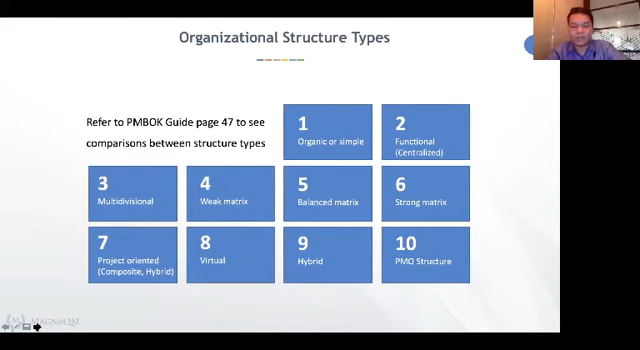 Organizational Structure Types
Refer to PMBOK Guide page 47 to see
comparisons between structure types
1
Organic or simple
2
Functional
(Centralized)
3
Multidivisional
4
Weak matrix
5
Balanced matrix
6
Strong matrix
7
Project oriented
(Composite, Hybrid)
8
Virtual
9
Hybrid
10
PMO Structure
MAGNAQM